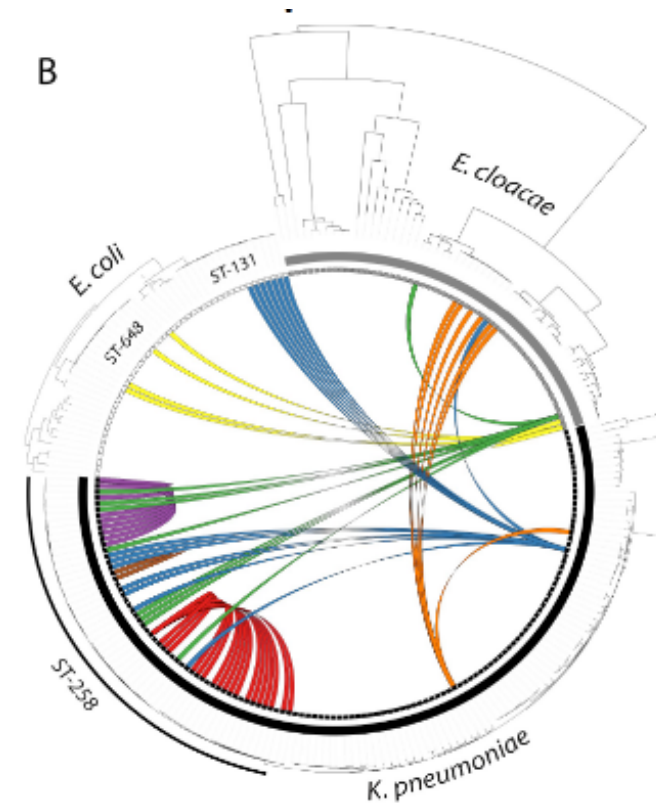 B
E. cloacae
E. coli
ST-131
ST-648
ST-258
K. pneumoniae